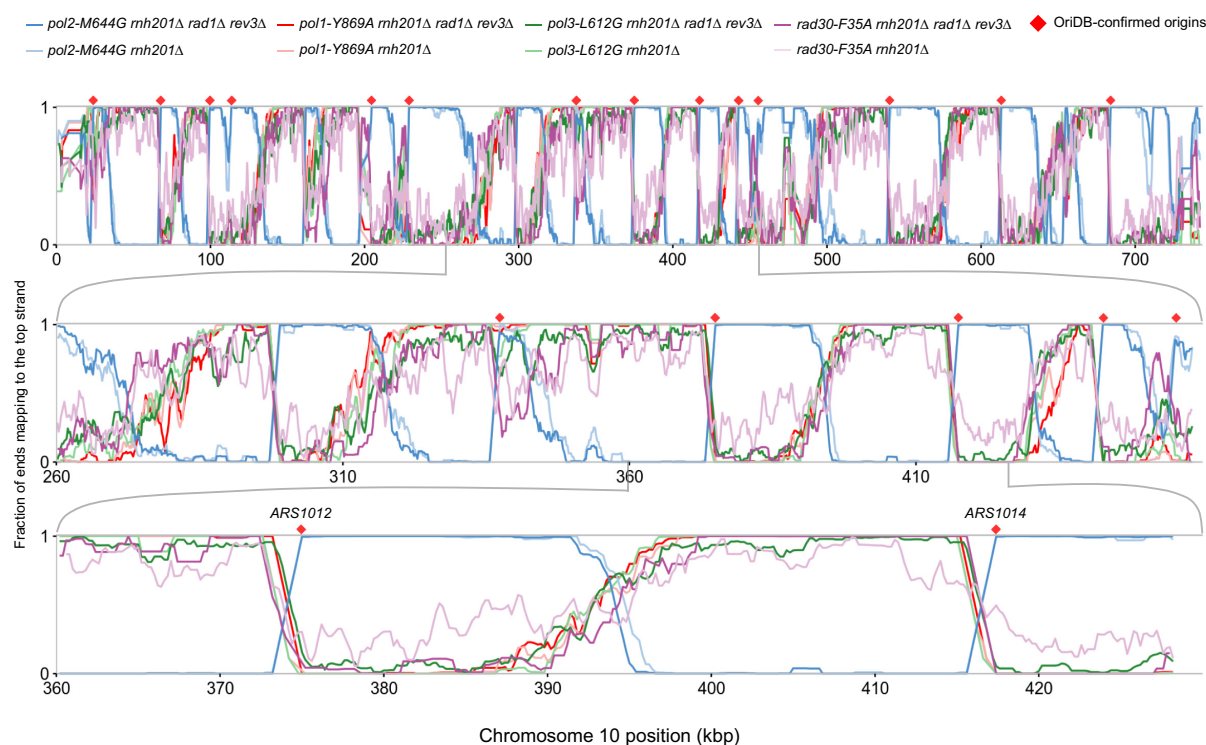 pol2-M644G rnh201Δ rad1Δ rev3Δ
pol1-Y869A rnh201Δ rad1Δ rev3Δ
pol3-L612G rnh201Δ rad1Δ rev3Δ
rad30-F35A rnh201Δ rad1Δ rev3Δ
OriDB-confirmed origins
pol2-M644G rnh201Δ
pol1-Y869A rnh201Δ
pol3-L612G rnh201Δ
rad30-F35A rnh201Δ
Fraction of ends mapping to the top strand
1
0
0 100 200 300 400 500 600 700
1
0
260 310 360 410
ARS1012 ARS1014
1
0
360 370 380 390 400 410 420
Chromosome 10 position (kbp)